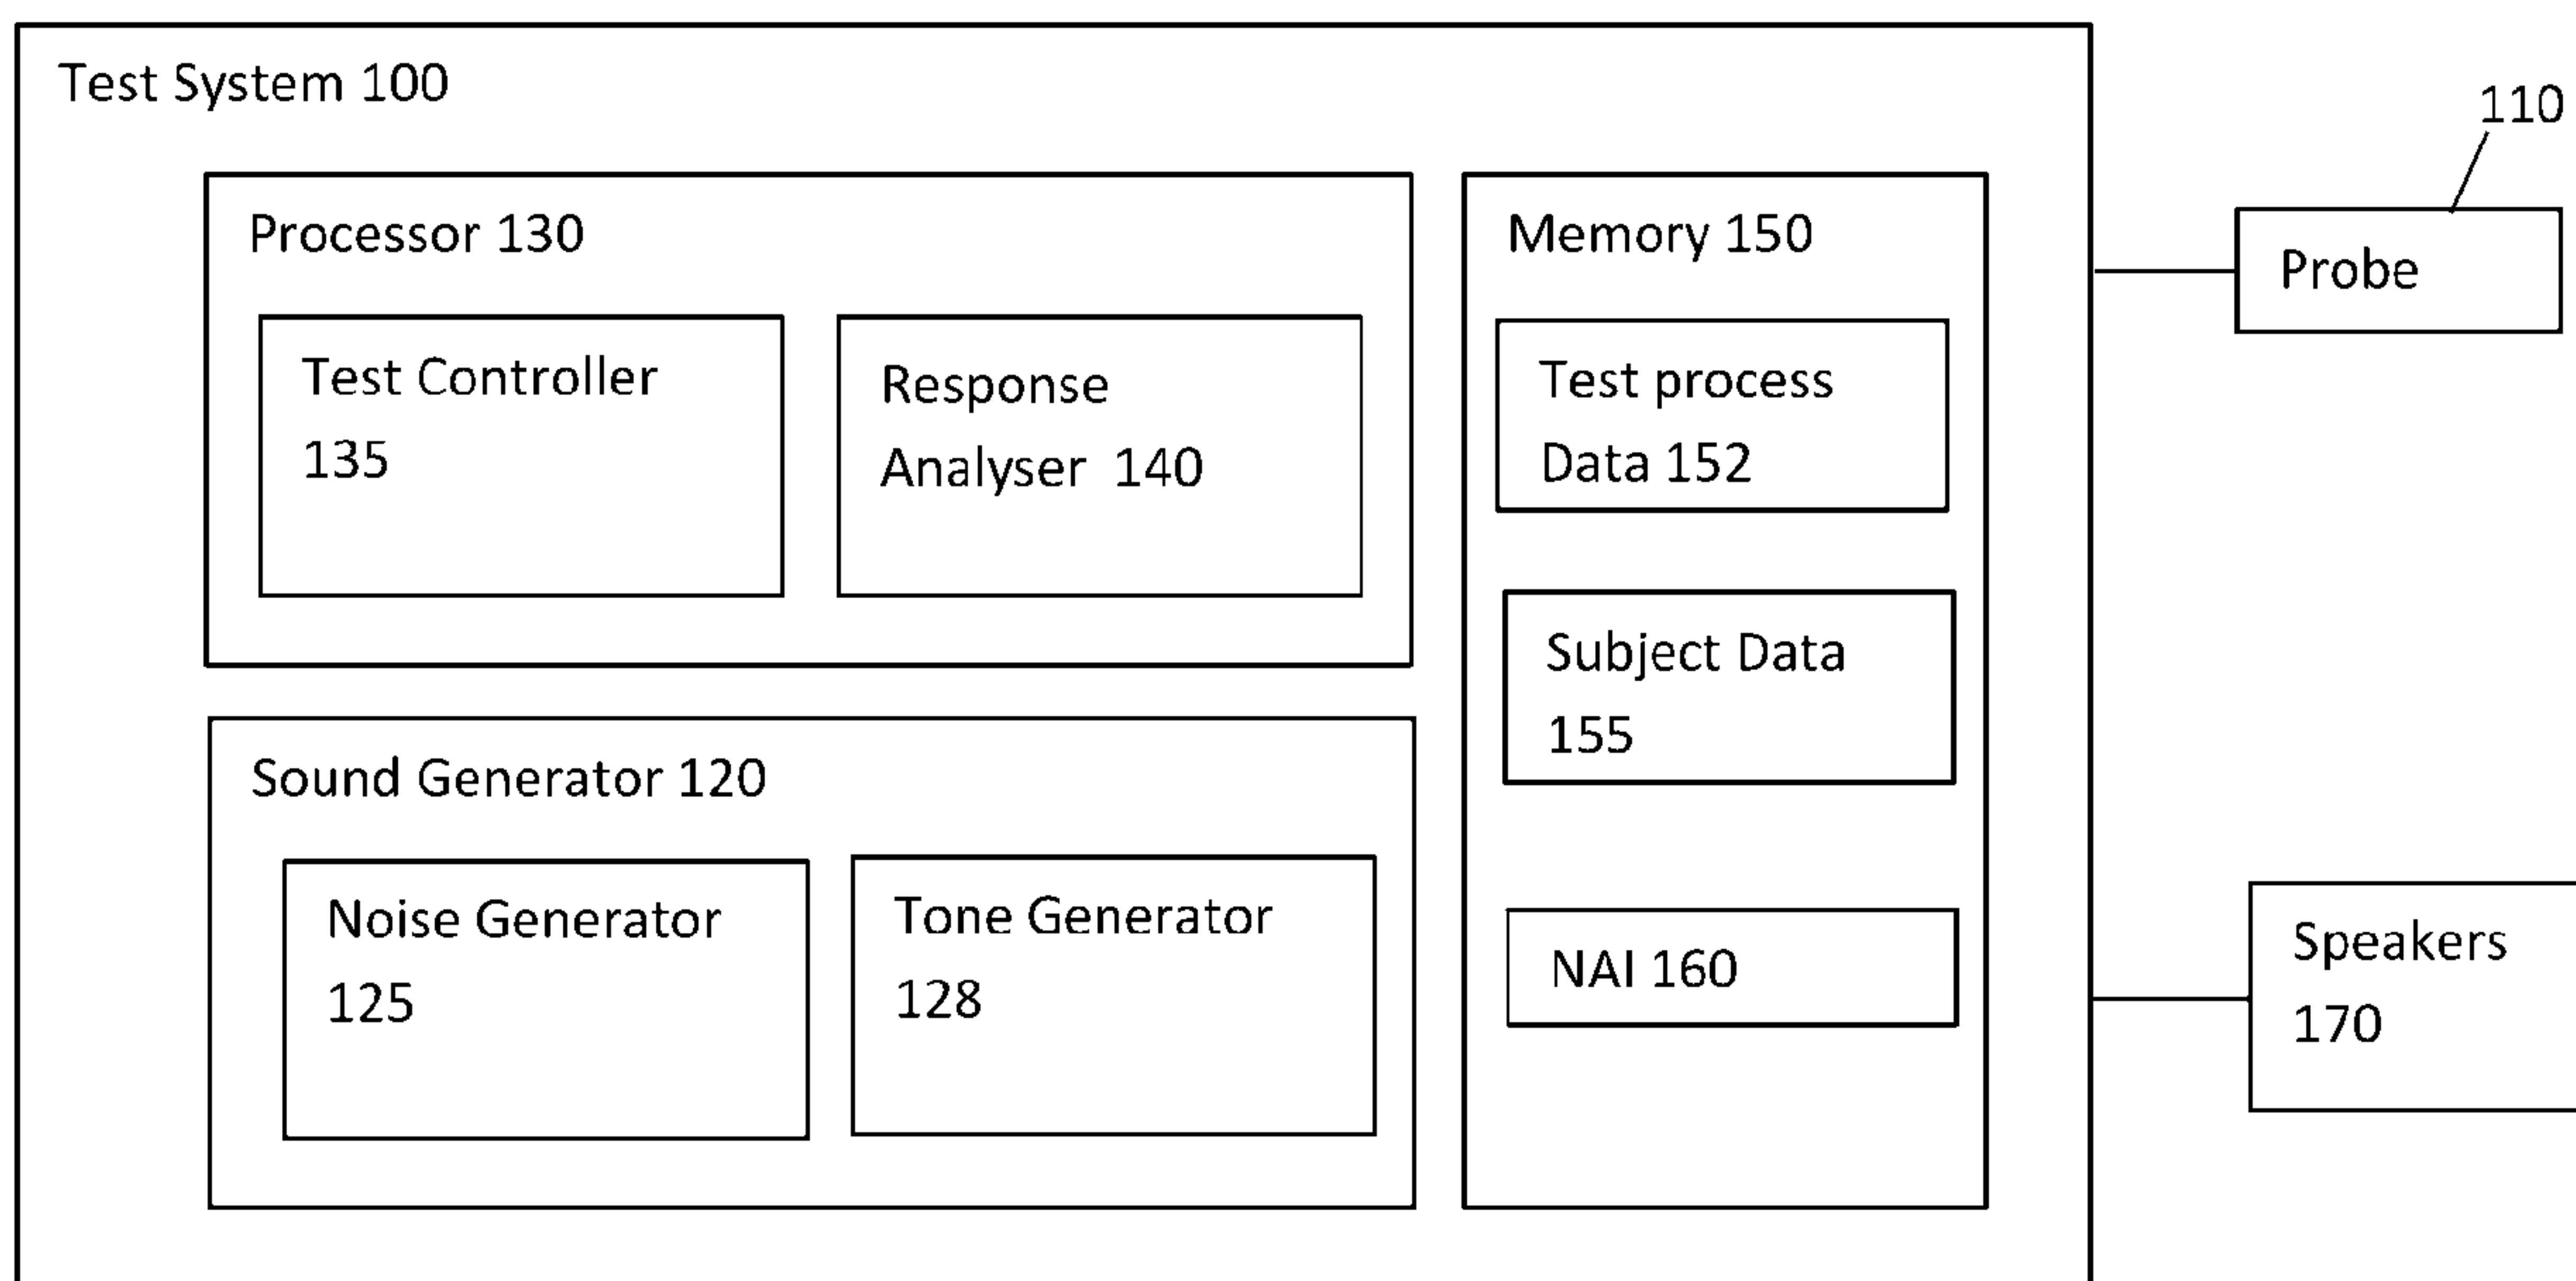 Test System 100
110
Processor 130
Test Controller
135
Response
Analyser 140
Memory 150
Test process
Data 152
Subject Data
155
NAI 160
Probe
Sound Generator 120
Noise Generator
125
Tone Generator
128
Speakers
170